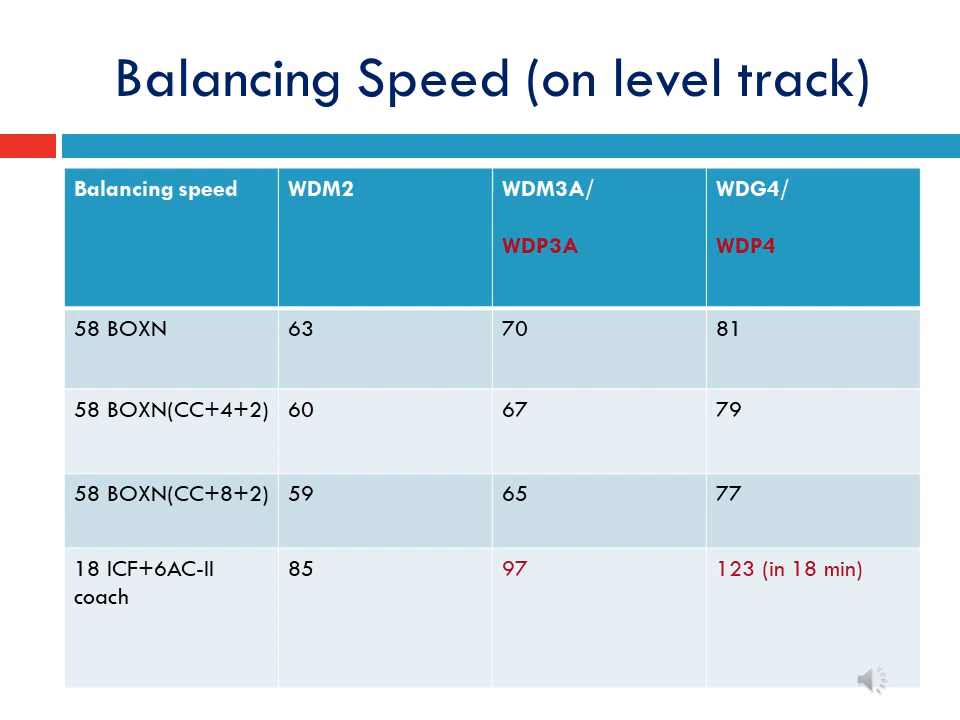 Balancing Speed (on level track)
Balancing speed WDM2 WDM3A/ WDG4/
WDP3A WDP4
58 BOXN 63 70 81
58 BOXN(CC+4+2) 60 67 79
58 BOXN(CC+8+2) 59 65 77
18 ICF+6AC-II 85 97 123 (in 18 min)
coach